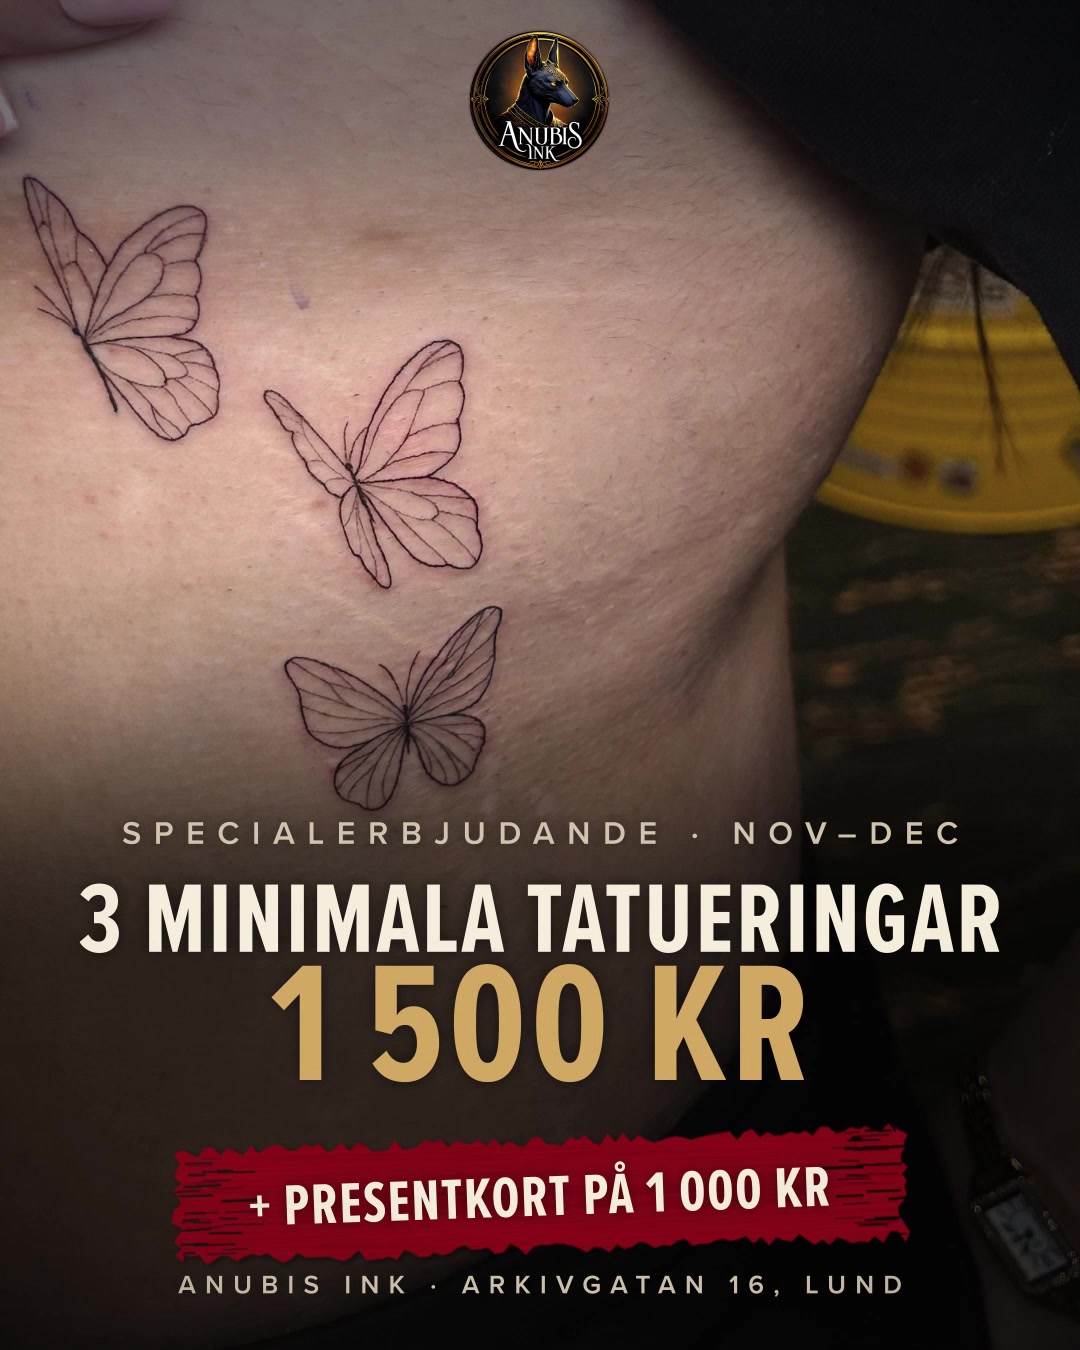 ANUBIS
INK
SPECIALERBJUDANDE · NOV–DEC
3 MINIMALA TATUERINGAR
1 500 KR
+ PRESENTKORT PÅ 1 000 KR
ANUBIS INK · ARKIVGATAN 16, LUND